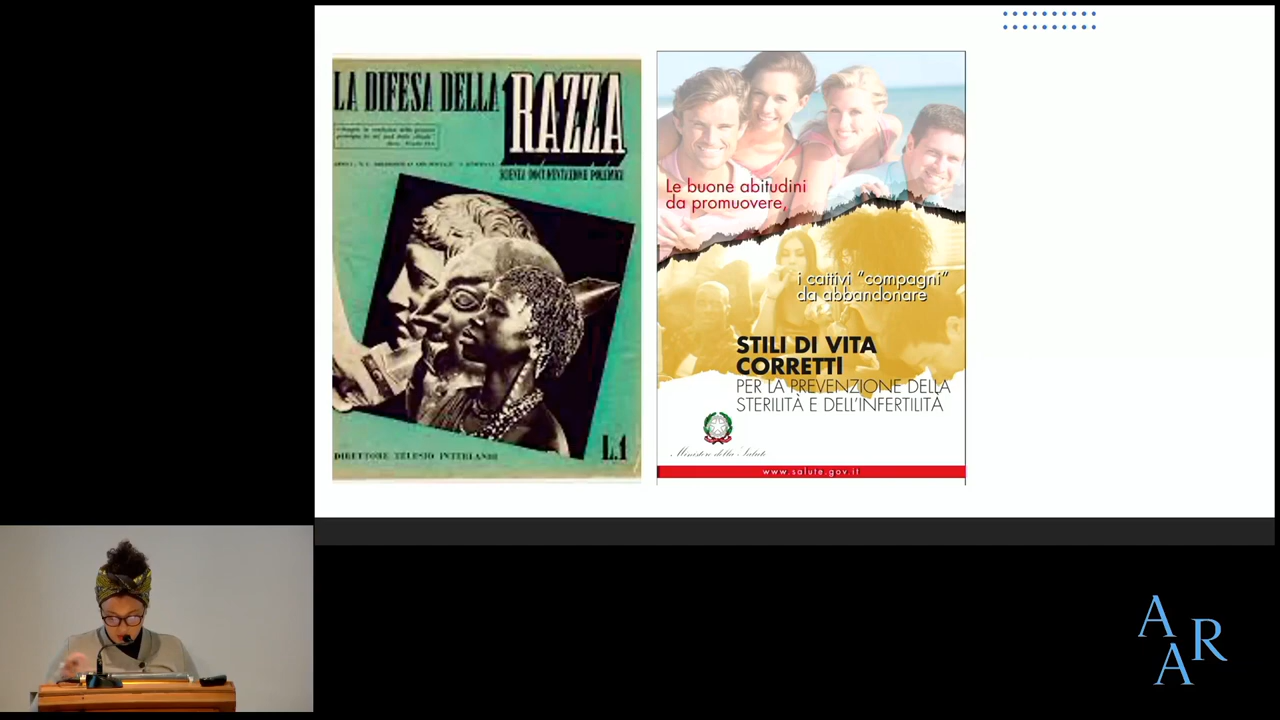 LA DIFESA DELLA RAZZA
SCIENZA DOCUMENTAZIONE POLEMICA
L.1
DIRETTORE TELESIO INTERLANDI
Le buone abitudini
da promuovere,
i cattivi "compagni"
da abbandonare
STILI DI VITA
CORRETTI
PER LA PREVENZIONE DELLA
STERILITÀ E DELL'INFERTILITÀ
Ministero della Salute
www.salute.gov.it
A
R
A